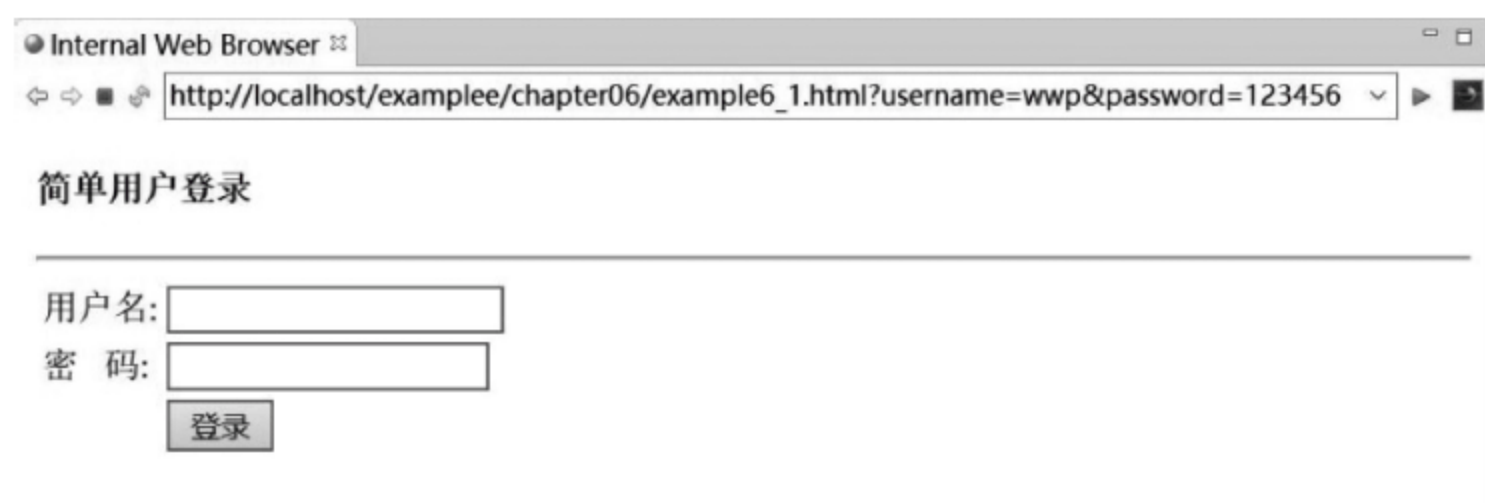 Internal Web Browser
http://localhost/examplee/chapter06/example6_1.html?username=wwp&password=123456
简单用户登录
用户名:
密 码:
登录